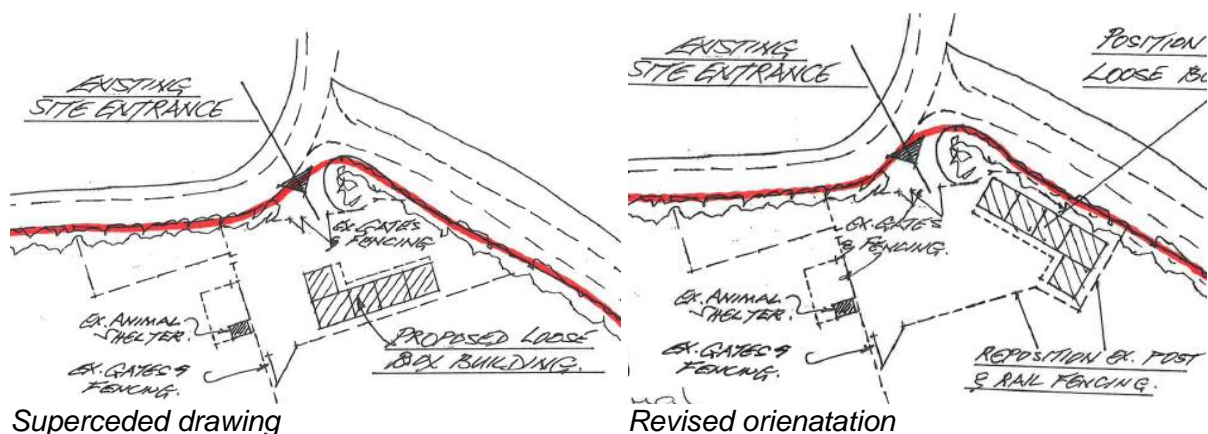 EXISTING
SITE ENTRANCE
EX. GATES
& FENCING
EX. ANIMAL
SHELTER.
EX. GATES &
FENCING.
PROPOSED LOOSE
BOX BUILDING.
Superceded drawing
EXISTING
SITE ENTRANCE
POSITION
LOOSE
EX. GATES
& FENCING.
EX. ANIMAL
SHELTER.
EX. GATES &
FENCING.
REPOSITION EX. POST
& RAIL FENCING.
Revised orienatation